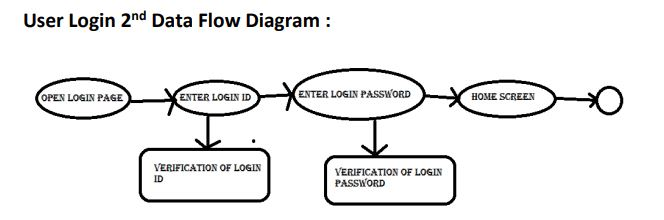 User Login 2nd Data Flow Diagram :
OPEN LOGIN PAGE
ENTER LOGIN ID
ENTER LOGIN PASSWORD
HOME SCREEN
VERIFICATION OF LOGIN
ID
VERIFICATION OF LOGIN
PASSWORD